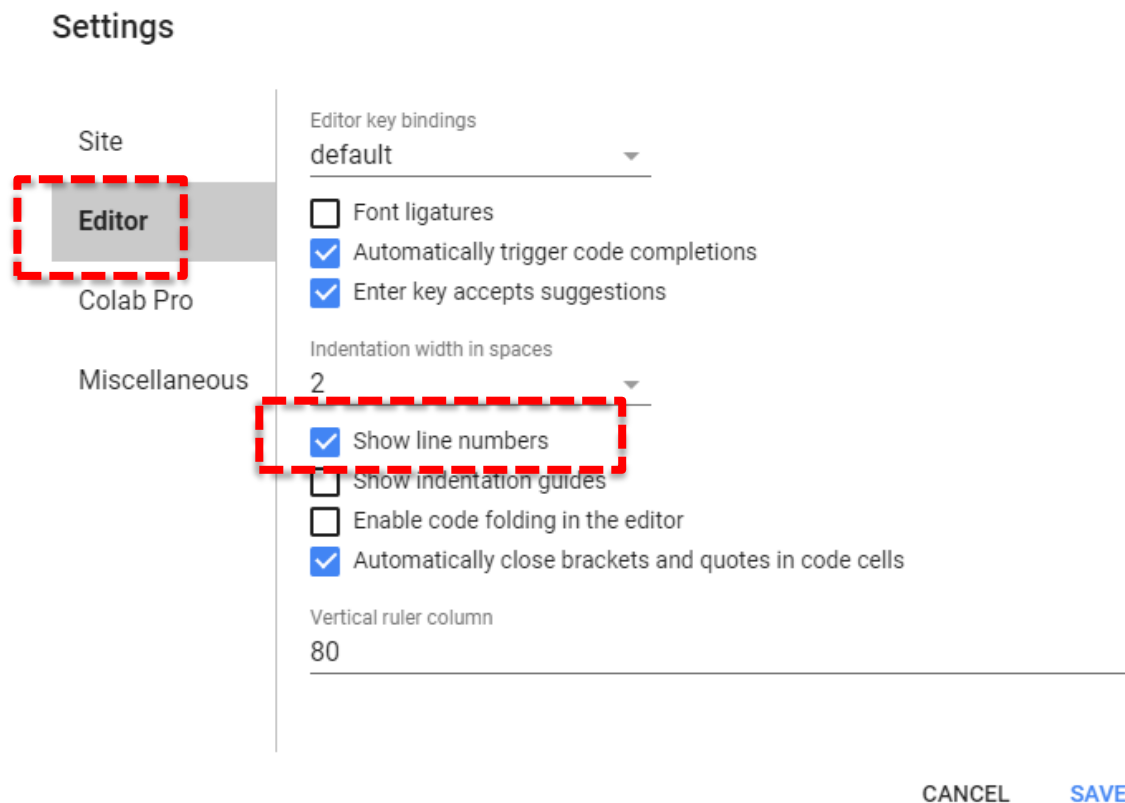 Settings
Site
Editor
Colab Pro
Miscellaneous
Editor key bindings
default
Font ligatures
Automatically trigger code completions
Enter key accepts suggestions
Indentation width in spaces
2
Show line numbers
Show indentation guides
Enable code folding in the editor
Automatically close brackets and quotes in code cells
Vertical ruler column
80
CANCEL SAVE